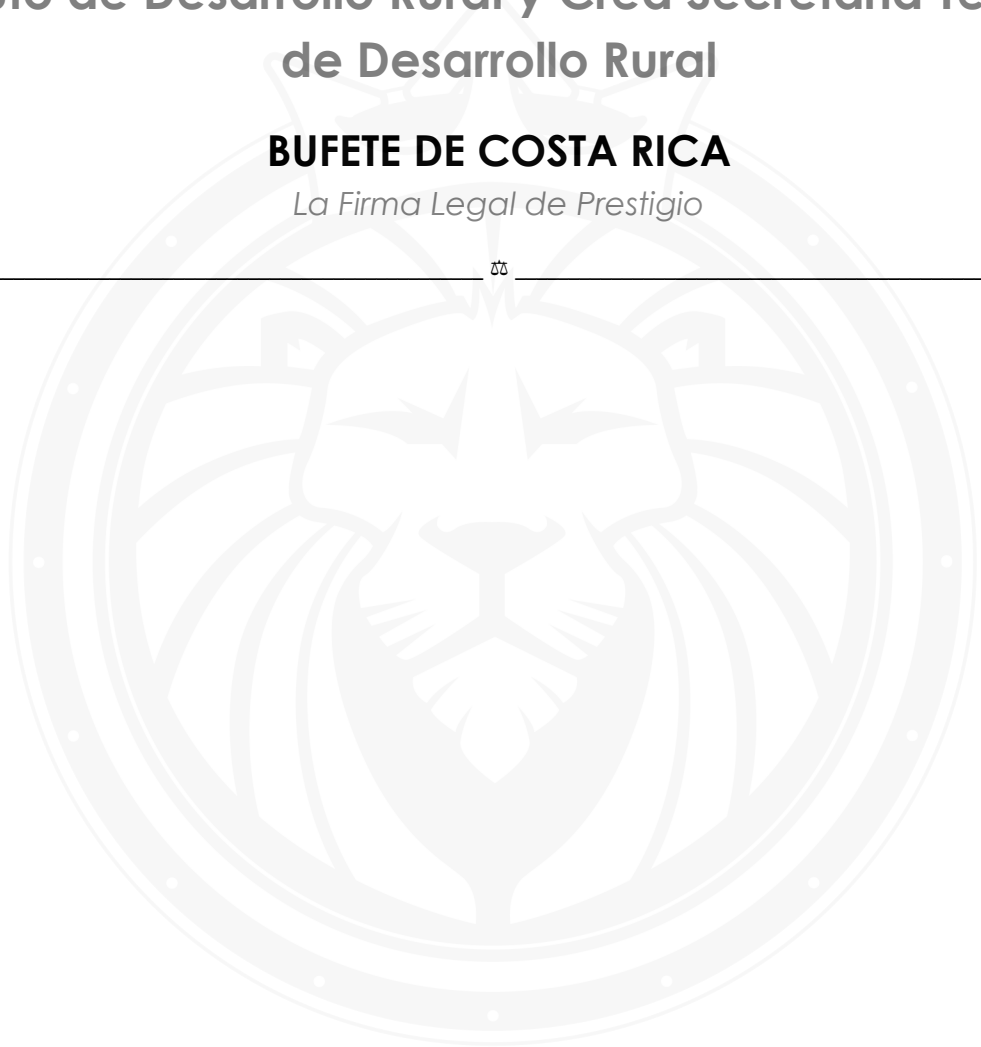 de Desarrollo Rural y Crea Secretaría
de Desarrollo Rural
BUFETE DE COSTA RICA
La Firma Legal de Prestigio